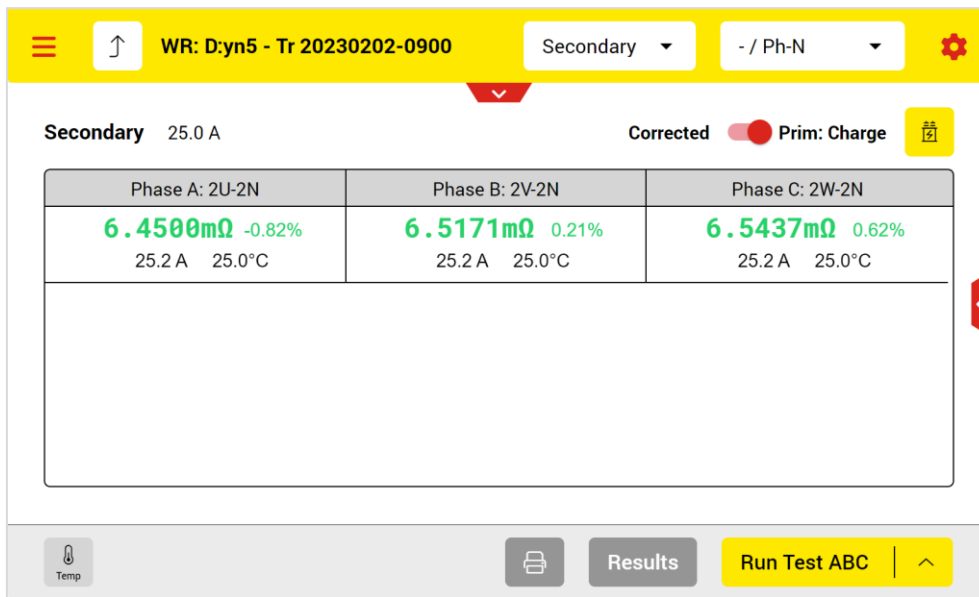 WR: D:yn5 - Tr 20230202-0900 Secondary - / Ph-N
Secondary 25.0 A Corrected Prim: Charge
Phase A: 2U-2N Phase B: 2V-2N Phase C: 2W-2N
6.4500mΩ -0.82% 6.5171mΩ 0.21% 6.5437mΩ 0.62%
25.2 A 25.0°C 25.2 A 25.0°C 25.2 A 25.0°C
Temp Results Run Test ABC